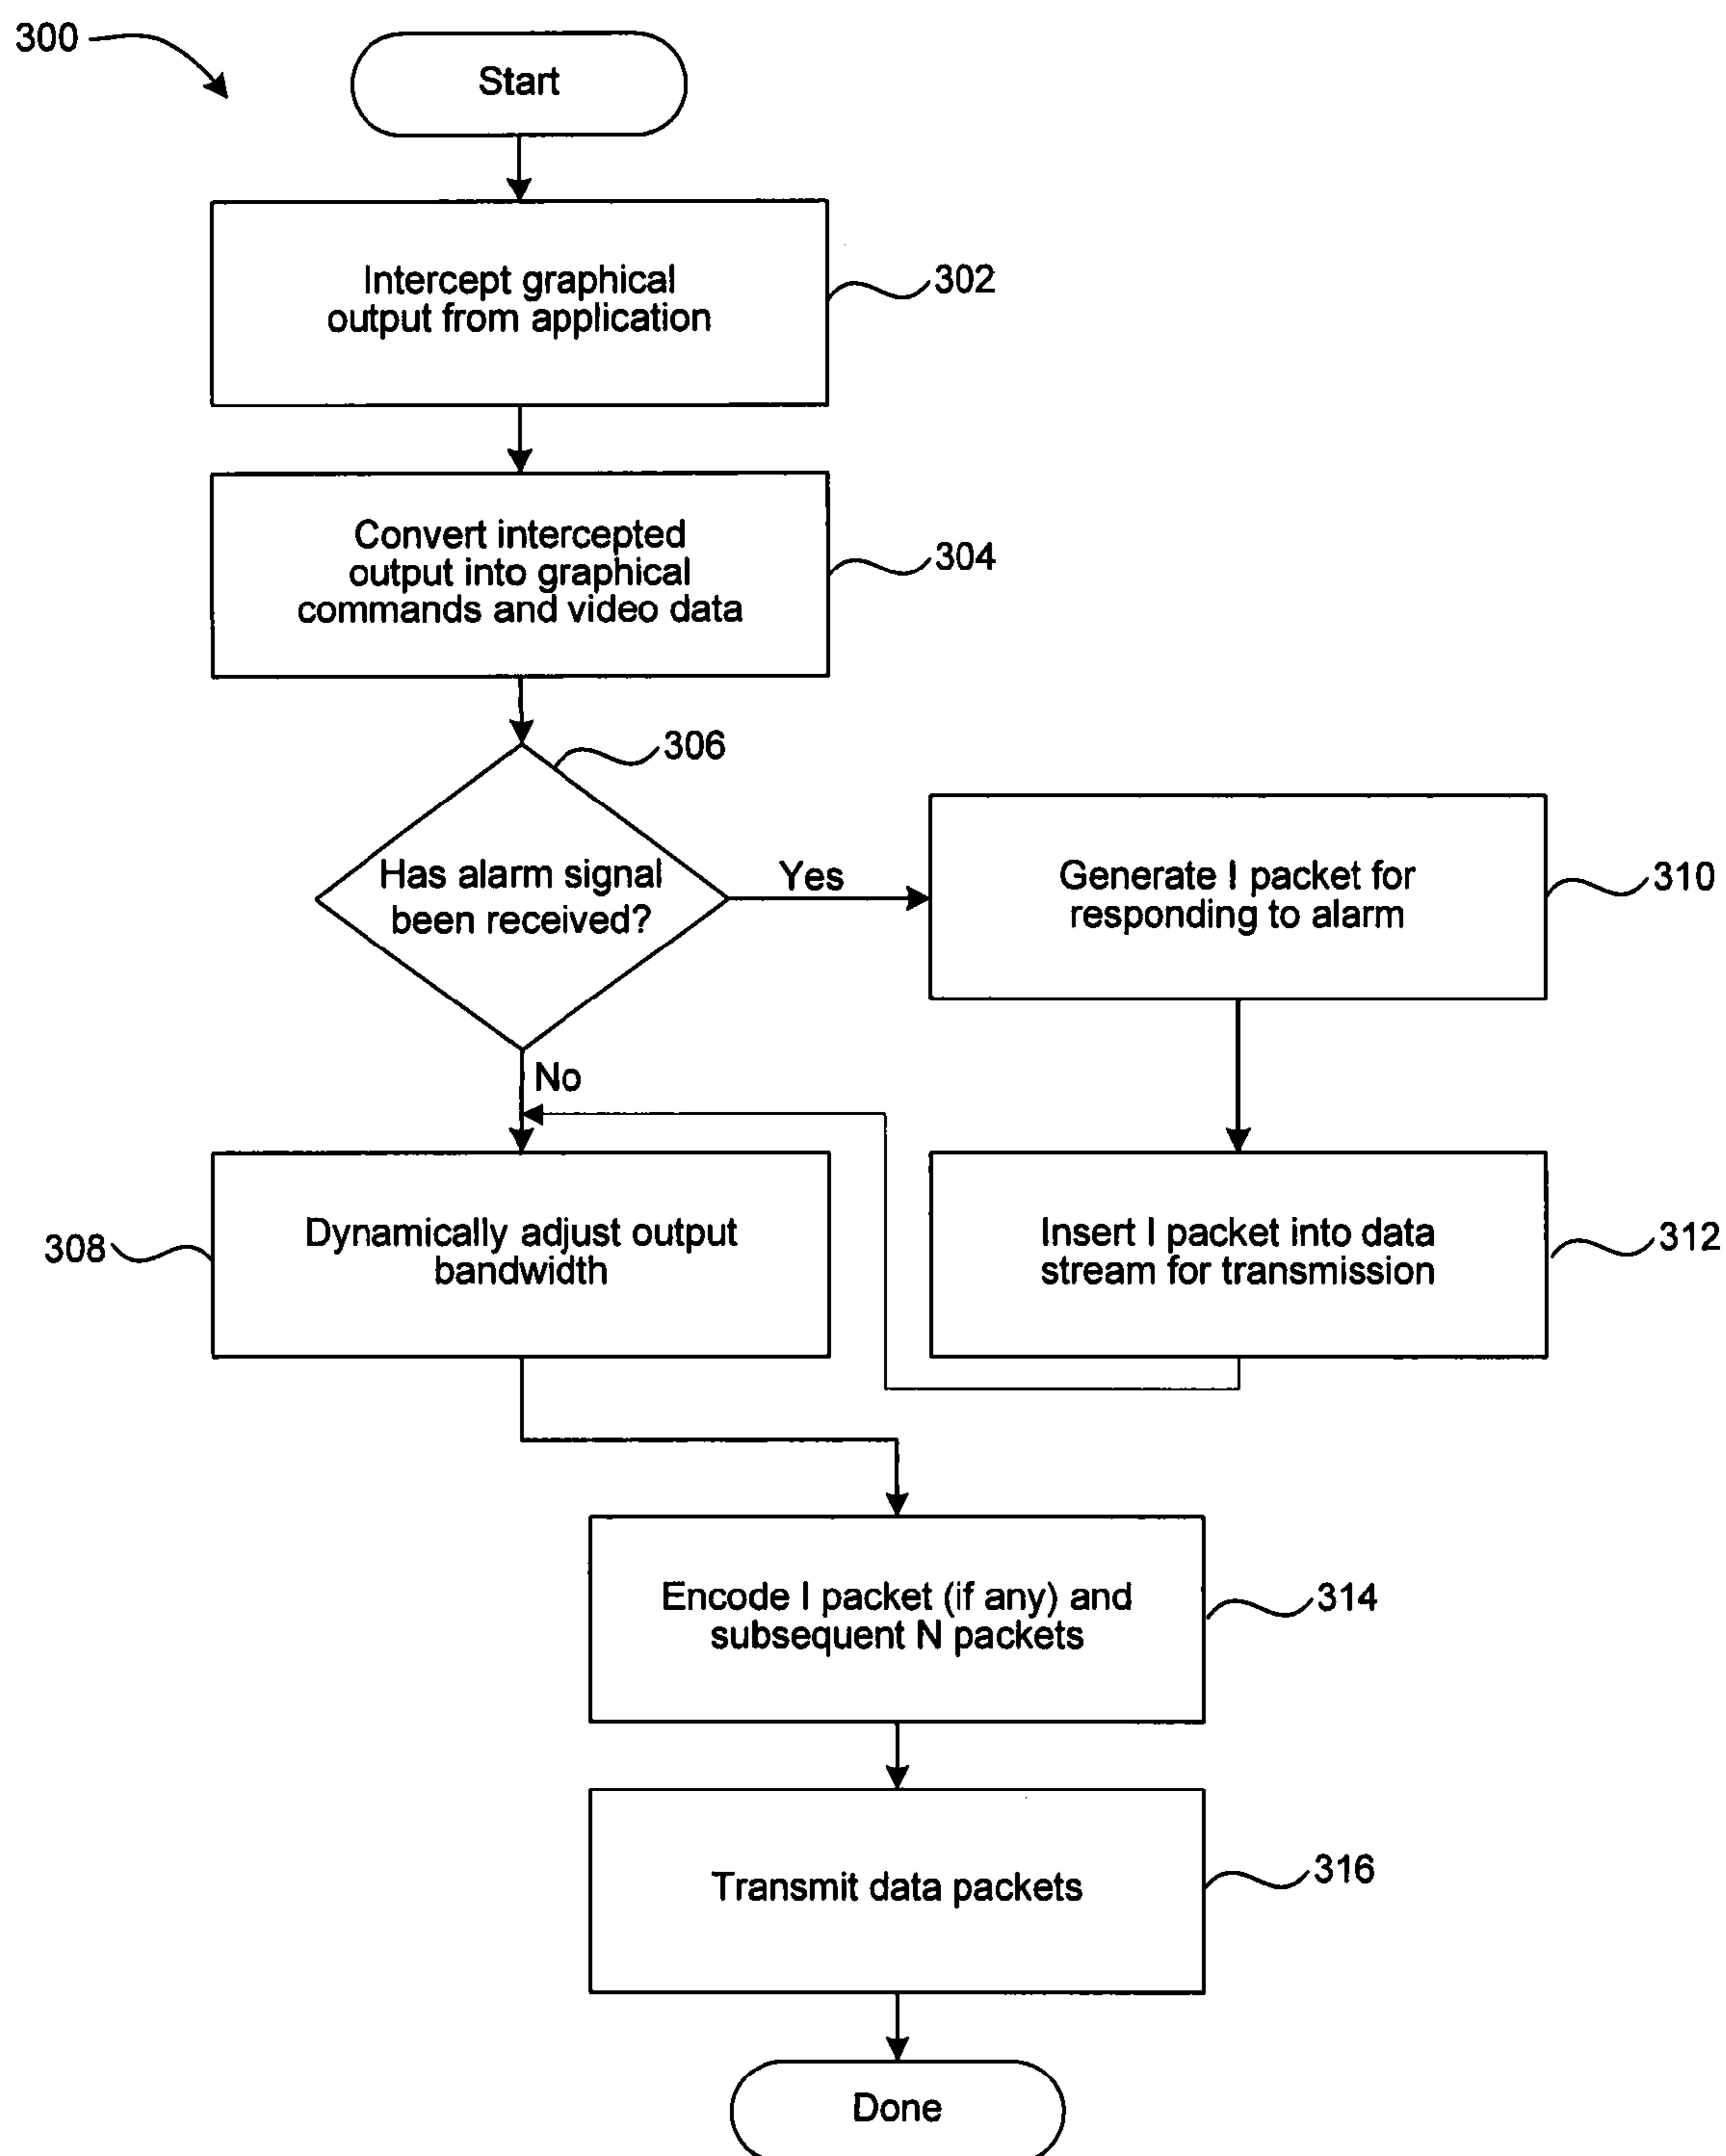 300
Start
Intercept graphical
output from application
302
Convert intercepted
output into graphical
commands and video data
304
306
Has alarm signal
been received?
Yes
Generate I packet for
responding to alarm
310
No
308
Dynamically adjust output
bandwidth
Insert I packet into data
stream for transmission
312
Encode I packet (if any) and
subsequent N packets
314
Transmit data packets
316
Done